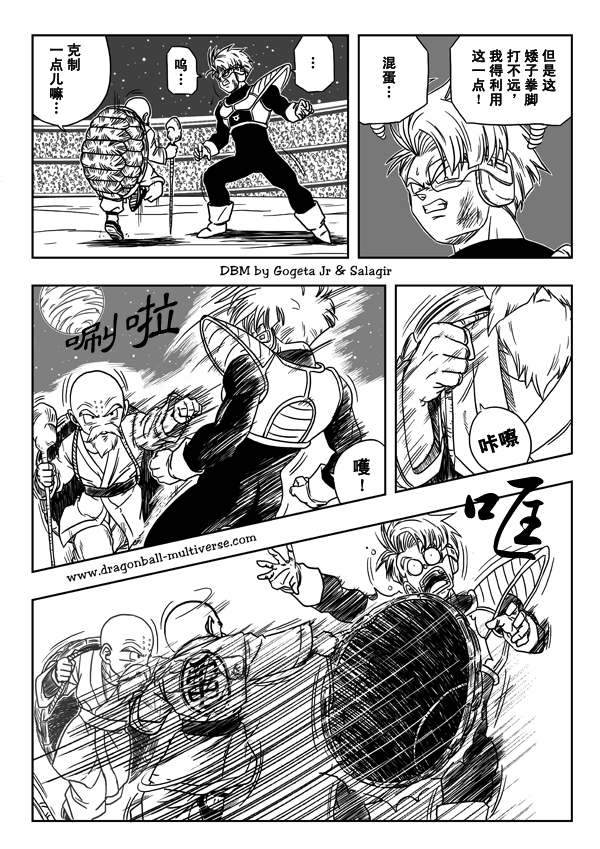 但是这
矮子拳脚
打不远，
我得利用
这一点！
混蛋…
…
呜…
克制
一点儿嘛…
DBM by Gogeta Jr & Salagir
咔嚓
嚄！
唰啦
www.dragonball-multiverse.com
哐